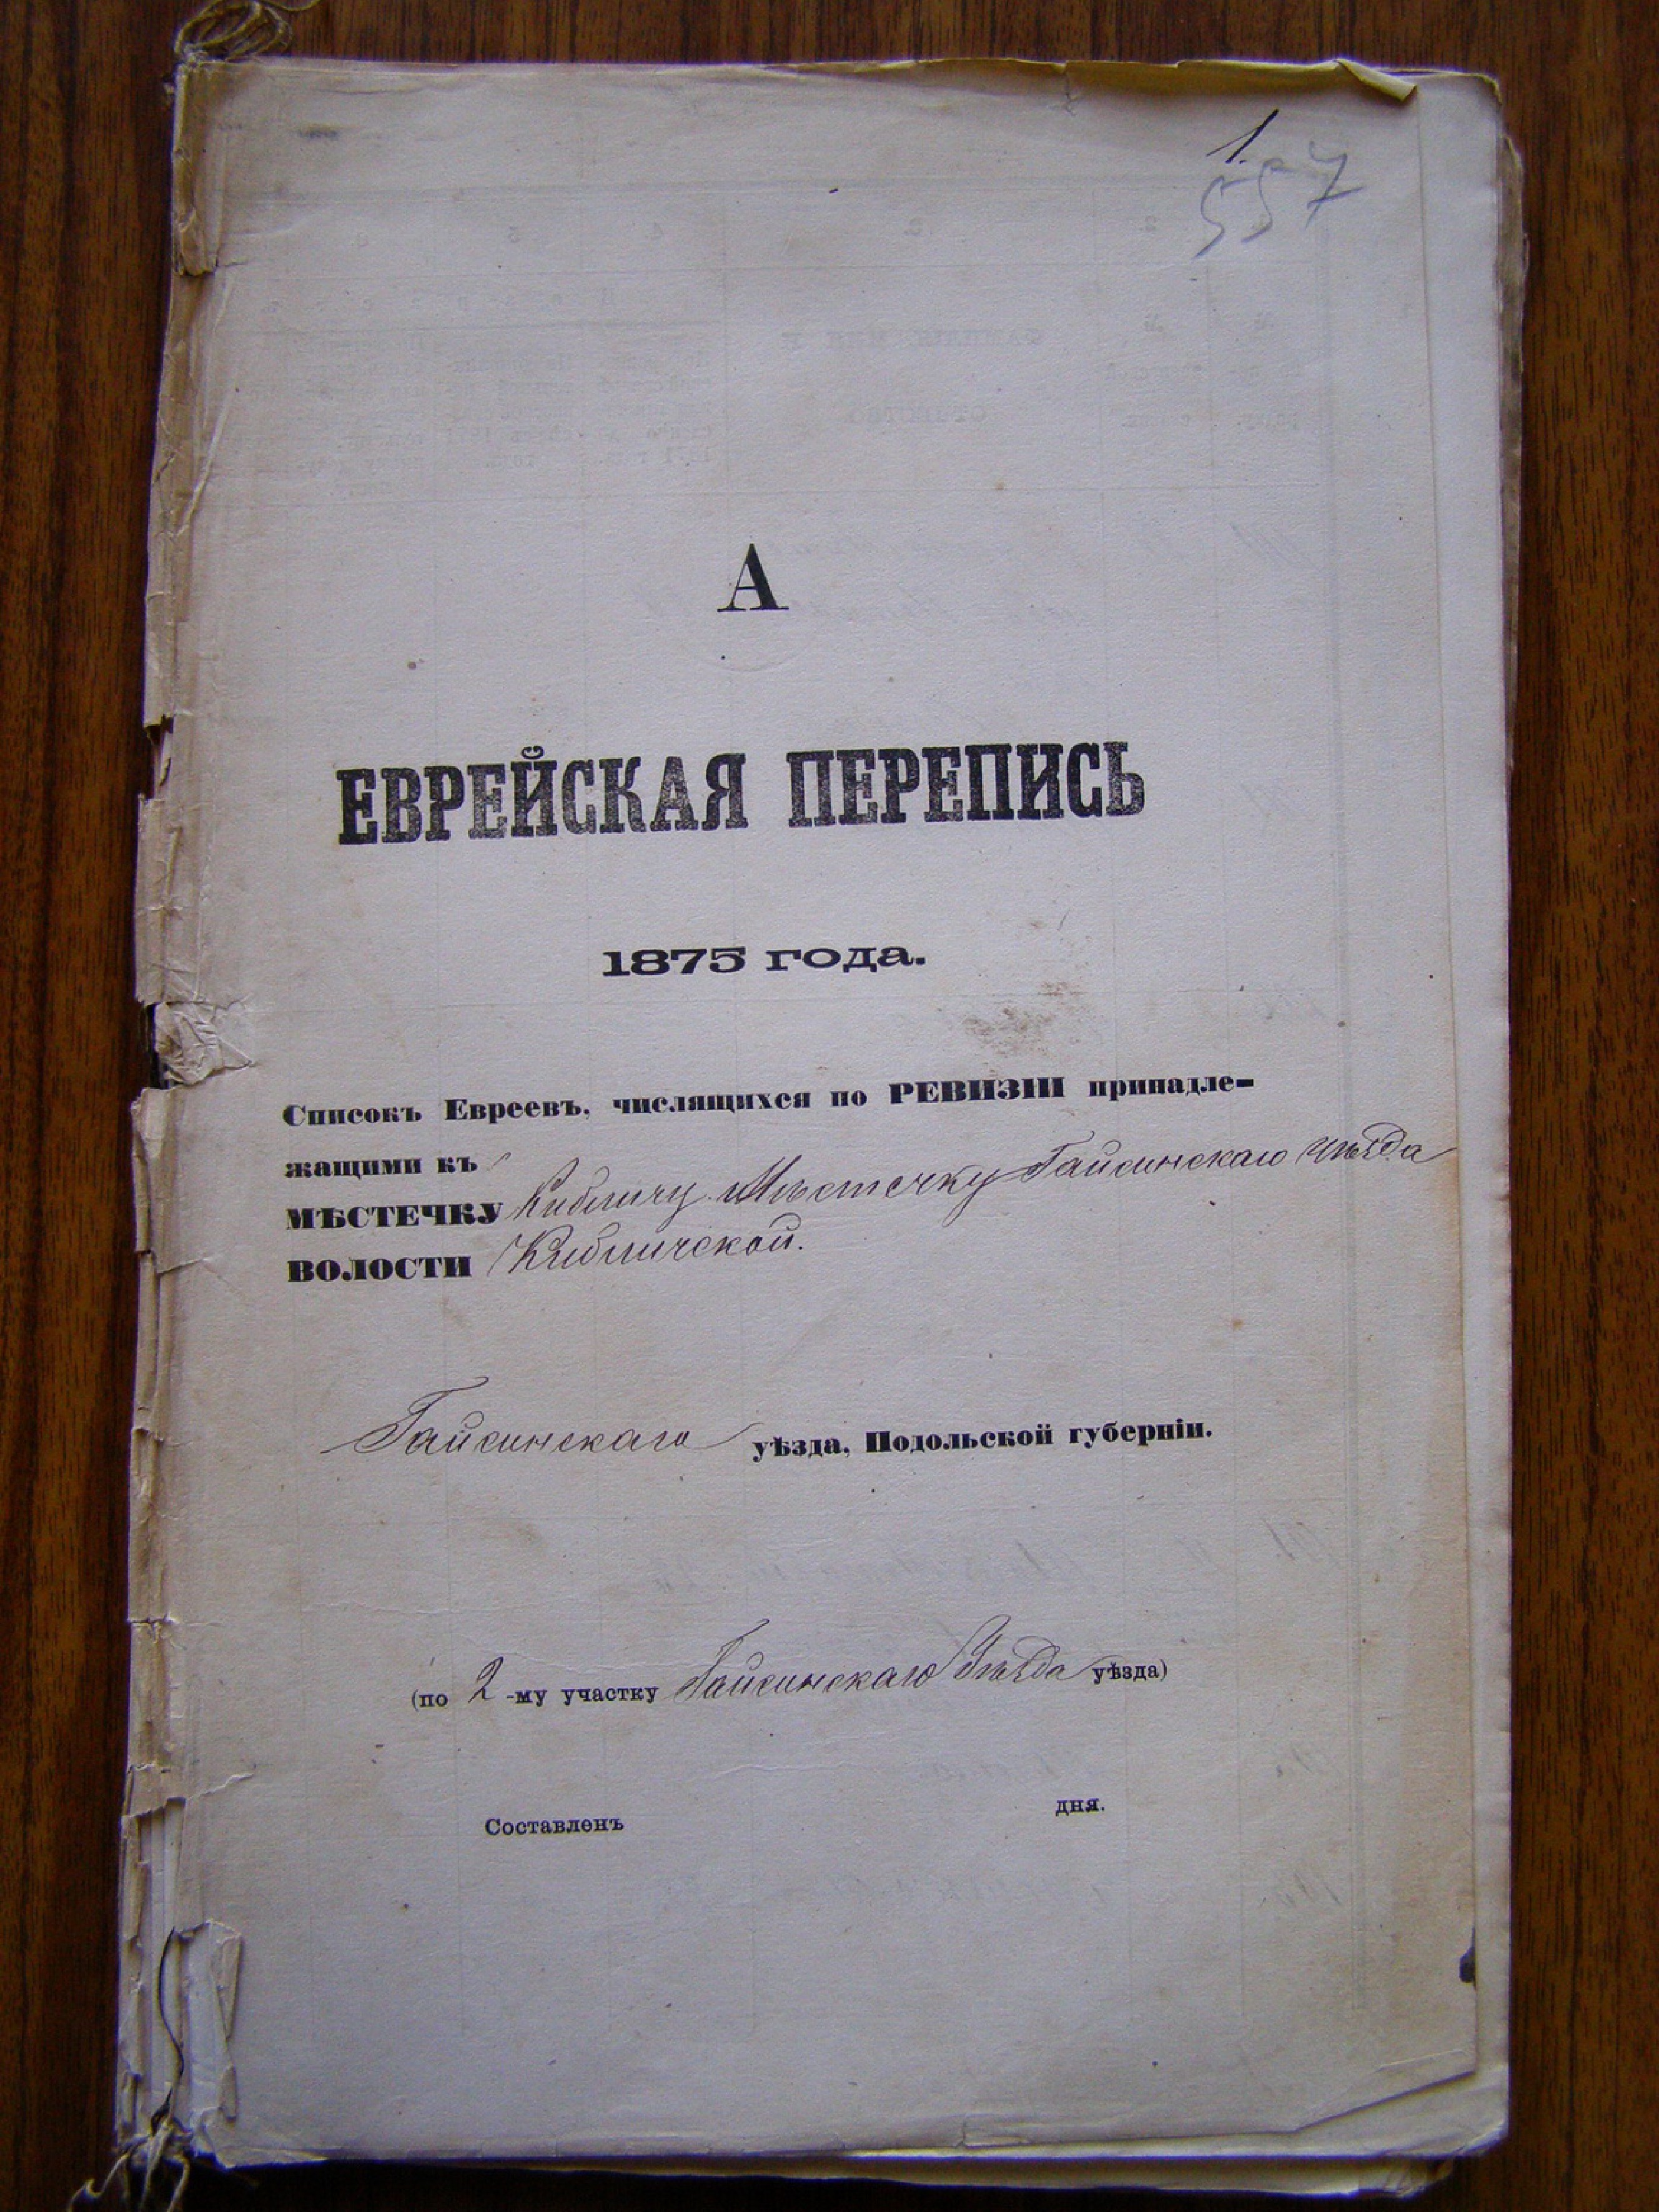 1.
557
А
ЕВРЕЙСКАЯ ПЕРЕПИСЬ
1875 года.
Списокъ Евреевъ, числящихся по РЕВИЗІИ принадле-
жащими къ
МѢСТЕЧКУ Кибличу Мѣстечку Гайсинскаго уѣзда
ВОЛОСТИ Кибличской.
Гайсинскаго уѣзда, Подольской губерніи.
(по 2-му участку Гайсинскаго Уѣзда уѣзда)
Составленъ дня.